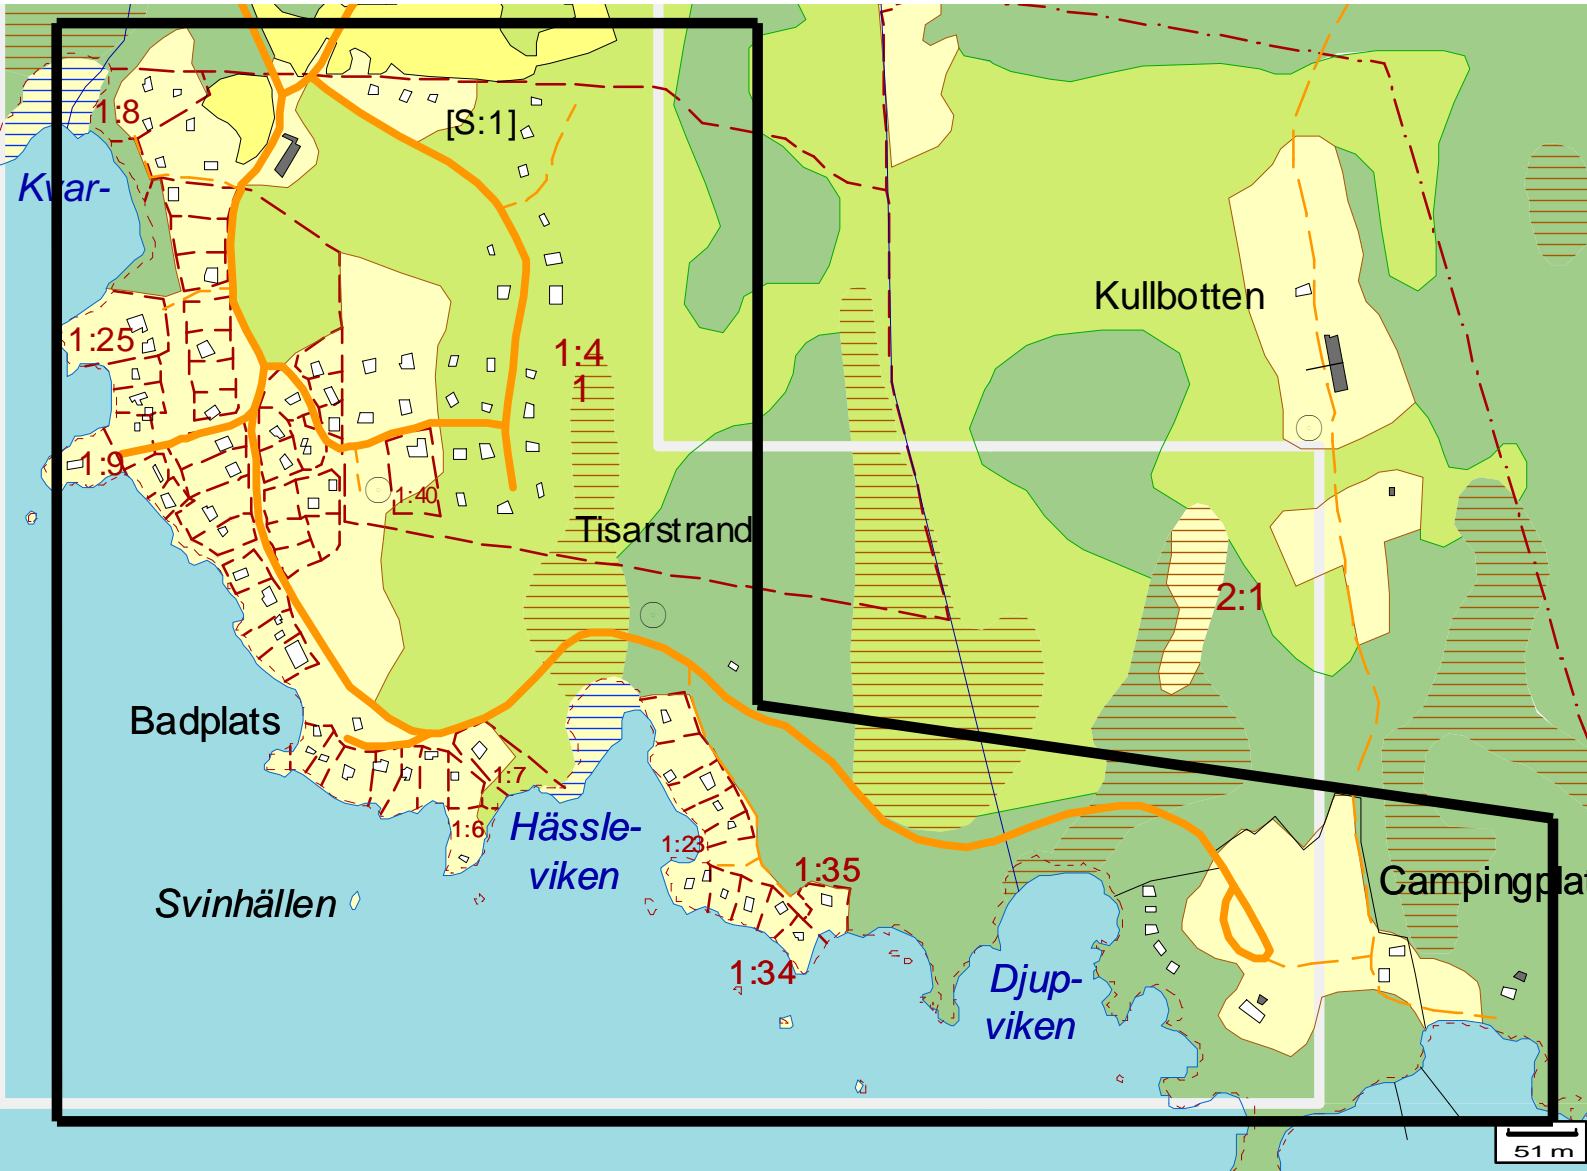 1:8
[S:1]
Kvar-
Kullbotten
1:25
1:4
1
1:9
1:40
Tisarstrand
2:1
Badplats
1:7
1:6
Hässle-
viken
1:23
1:35
Campingplat
Svinhällen
1:34
Djup-
viken
51 m